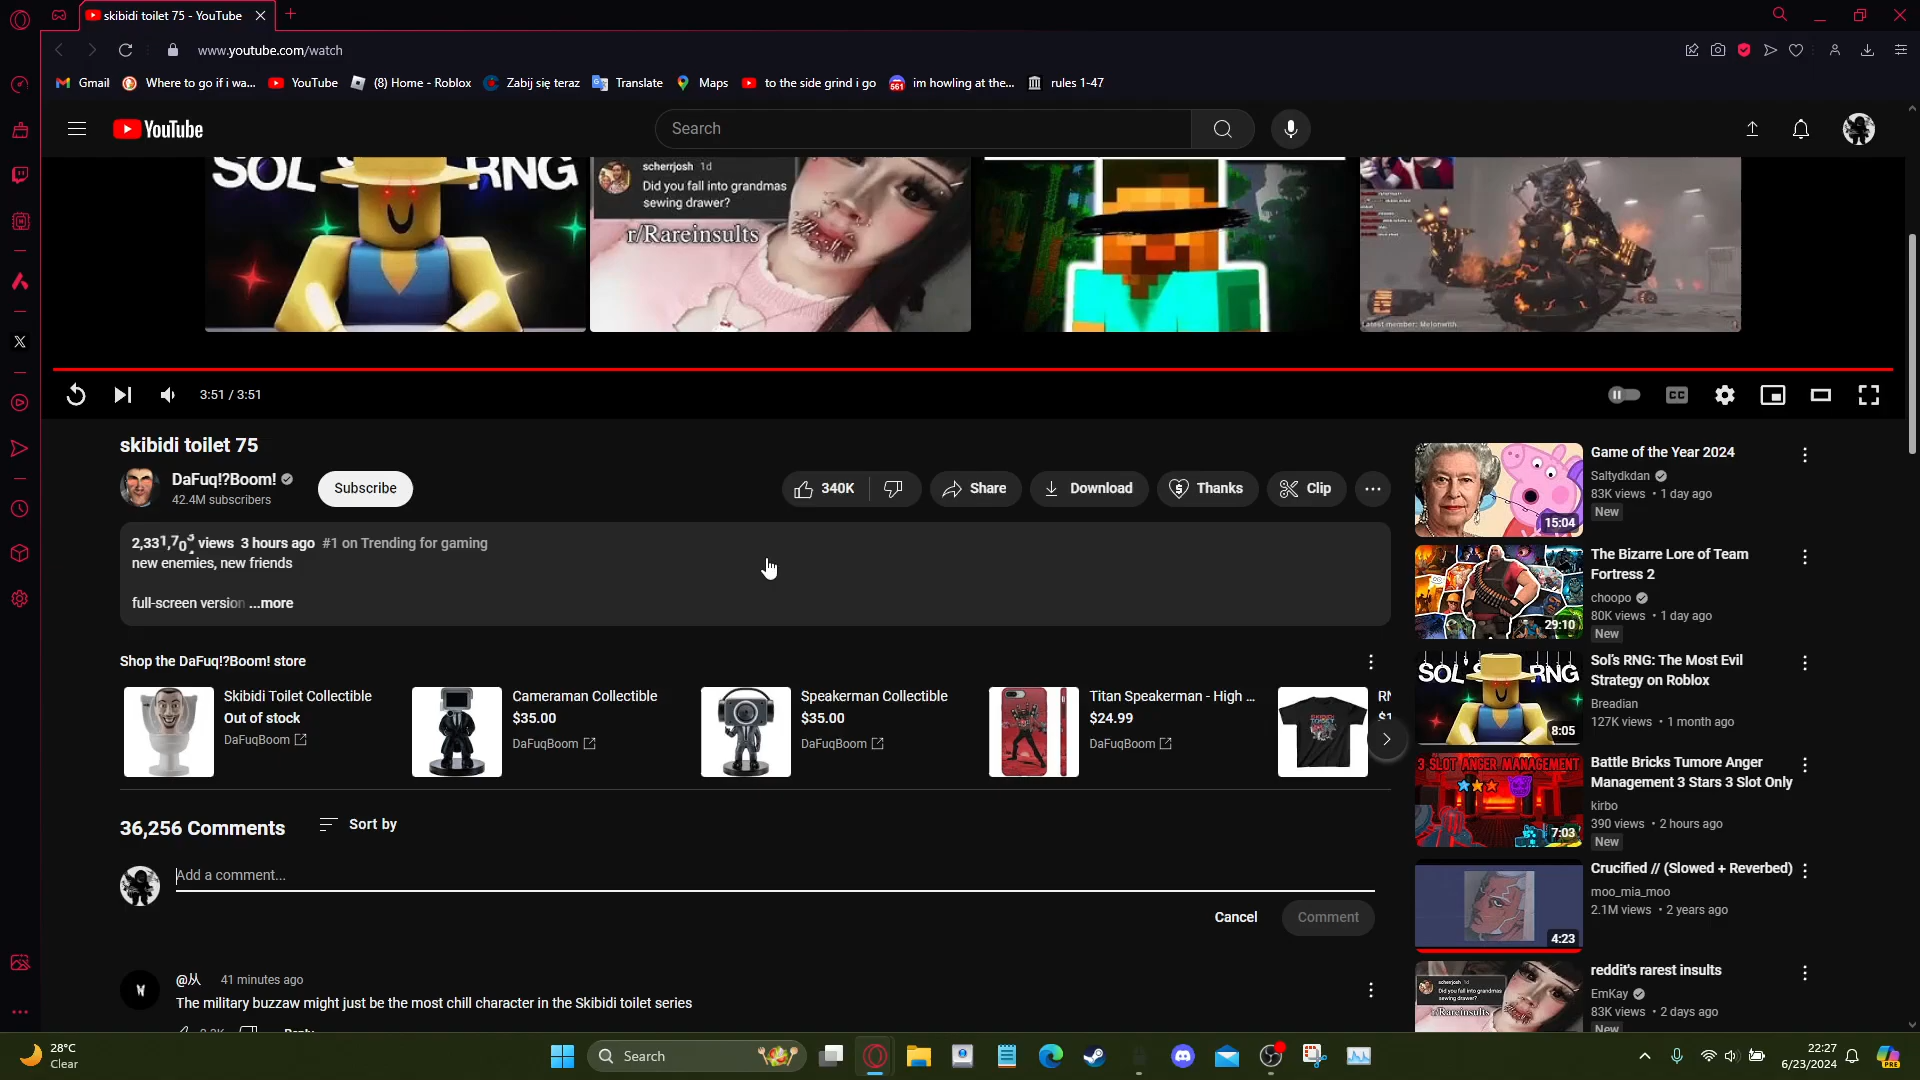 skibidi toilet 75 - YouTube
www.youtube.com/watch
Gmail
Where to go if i wa...
YouTube
(8) Home - Roblox
Zabij się teraz
Translate
Maps
to the side grind i go
im howling at the...
rules 1-47
YouTube
Search
scherrjosh 1d
Did you fall into grandmas
sewing drawer?
r/Rareinsults
Latest member: Melonwith
3:51 / 3:51
CC
skibidi toilet 75
DaFuq!?Boom!
42.4M subscribers
Subscribe
340K
Share
Download
Thanks
Clip
views 3 hours ago #1 on Trending for gaming
new enemies, new friends
full-screen version ...more
Shop the DaFuq!?Boom! store
Skibidi Toilet Collectible
Out of stock
DaFuqBoom
Cameraman Collectible
$35.00
DaFuqBoom
Speakerman Collectible
$35.00
DaFuqBoom
Titan Speakerman - High ...
$24.99
DaFuqBoom
36,256 Comments
Sort by
Add a comment...
Cancel
Comment
@从 41 minutes ago
The military buzzaw might just be the most chill character in the Skibidi toilet series
15:04
Game of the Year 2024
Saltydkdan
83K views • 1 day ago
New
29:10
The Bizarre Lore of Team
Fortress 2
choopo
80K views • 1 day ago
New
8:05
Sol's RNG: The Most Evil
Strategy on Roblox
Breadian
127K views • 1 month ago
3 SLOT ANGER MANAGEMENT
7:03
Battle Bricks Tumore Anger
Management 3 Stars 3 Slot Only
kirbo
390 views • 2 hours ago
New
4:23
Crucified // (Slowed + Reverbed)
moo_mia_moo
2.1M views • 2 years ago
r/Rareinsults
reddit's rarest insults
EmKay
83K views • 2 days ago
New
28°C
Clear
Search
22:27
6/23/2024